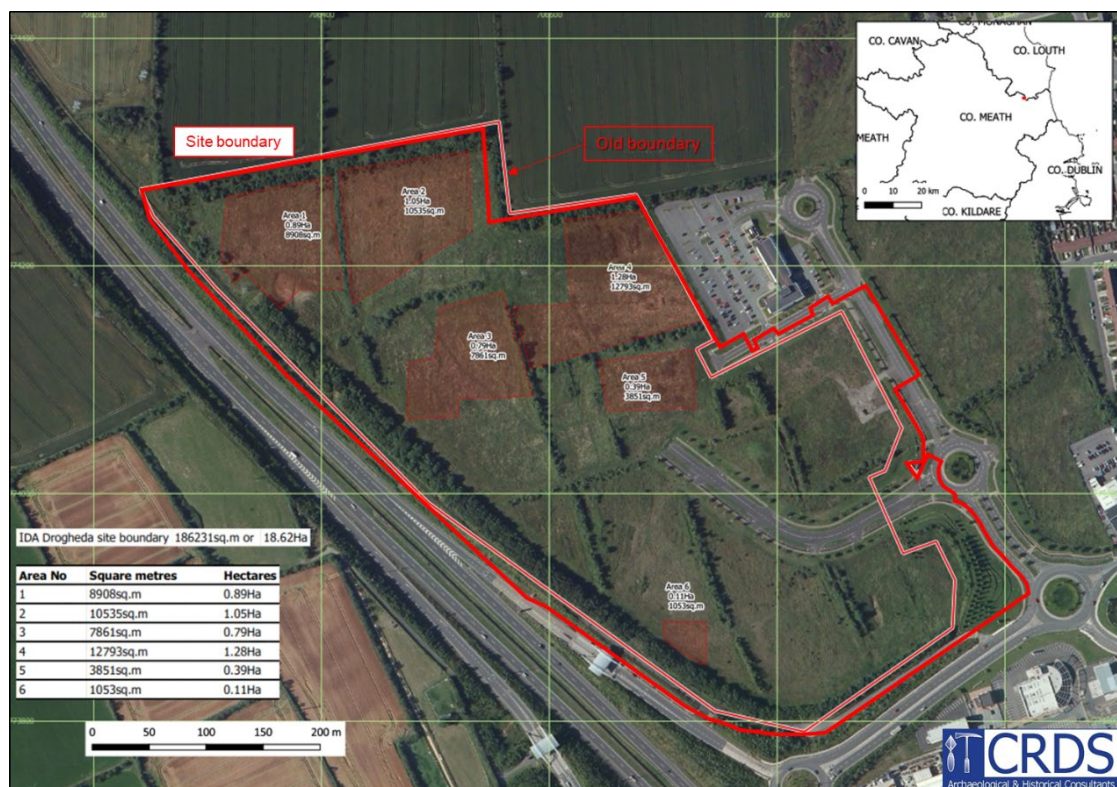 Site boundary
Old boundary
CO. MONAGHAN
CO. CAVAN
CO. LOUTH
CO. MEATH
MEATH
CO. DUBLIN
CO. KILDARE
0 10 20 km
Area 1
0.89Ha
8908sq.m
Area 2
1.05Ha
10535sq.m
Area 4
1.28Ha
12793sq.m
Area 3
0.79Ha
7861sq.m
Area 5
0.39Ha
3851sq.m
Area 6
0.11Ha
1053sq.m
IDA Drogheda site boundary 186231sq.m or 18.62Ha
Area No Square metres Hectares
1 8908sq.m 0.89Ha
2 10535sq.m 1.05Ha
3 7861sq.m 0.79Ha
4 12793sq.m 1.28Ha
5 3851sq.m 0.39Ha
6 1053sq.m 0.11Ha
0 50 100 150 200 m
CRDS
Archaeological & Historical Consultants